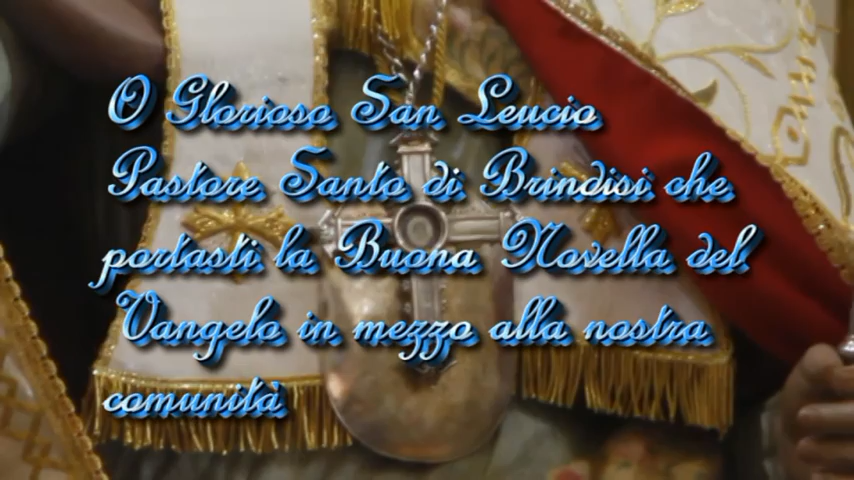 O Glorioso San Leucio
Pastore Santo di Brindisi che
portasti la Buona Novella del
Vangelo in mezzo alla nostra
comunità